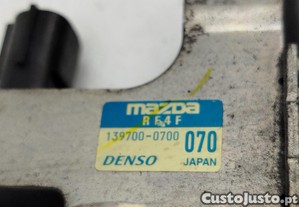 mazda
RF4F
139700-0700 070
DENSO JAPAN
CustoJusto.pt